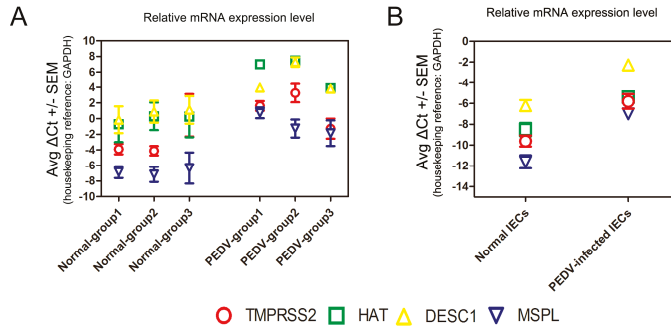 A
Relative mRNA expression level
Avg ΔCt +/- SEM
(housekeeping reference: GAPDH)
10
8
6
4
2
0
-2
-4
-6
-8
-10
Normal-group1
Normal-group2
Normal-group3
PEDV-group1
PEDV-group2
PEDV-group3
B
Relative mRNA expression level
Avg ΔCt +/- SEM
(housekeeping reference: GAPDH)
0
-2
-4
-6
-8
-10
-12
-14
Normal IECs
PEDV-infected IECs
TMPRSS2 HAT DESC1 MSPL